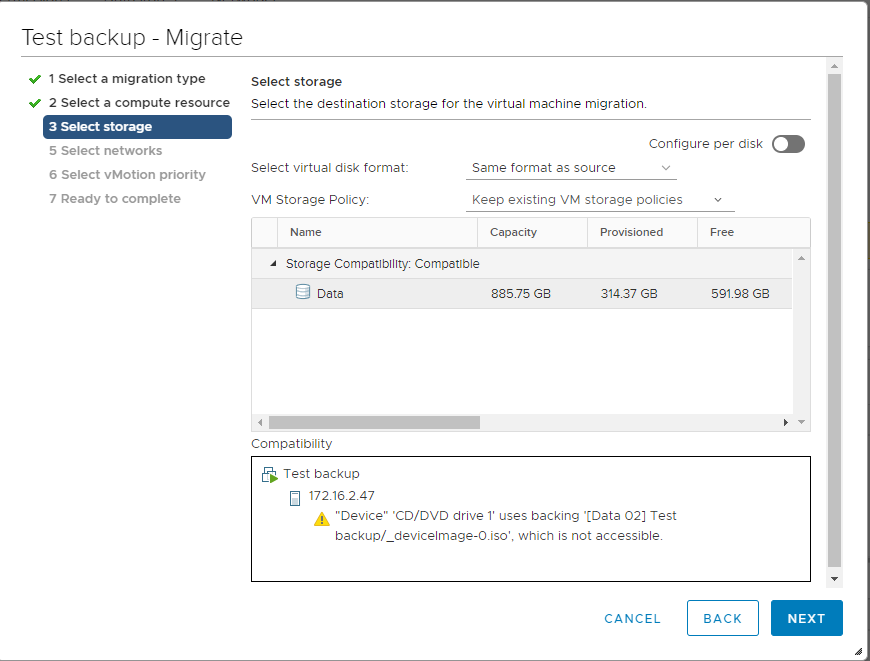 Test backup - Migrate
1 Select a migration type
2 Select a compute resource
3 Select storage
5 Select networks
6 Select vMotion priority
7 Ready to complete
Select storage
Select the destination storage for the virtual machine migration.
Configure per disk
Select virtual disk format: Same format as source
VM Storage Policy: Keep existing VM storage policies
Name Capacity Provisioned Free
Storage Compatibility: Compatible
Data 885.75 GB 314.37 GB 591.98 GB
Compatibility
Test backup
172.16.2.47
"Device" 'CD/DVD drive 1' uses backing '[Data 02] Test
backup/_deviceImage-0.iso', which is not accessible.
CANCEL BACK NEXT